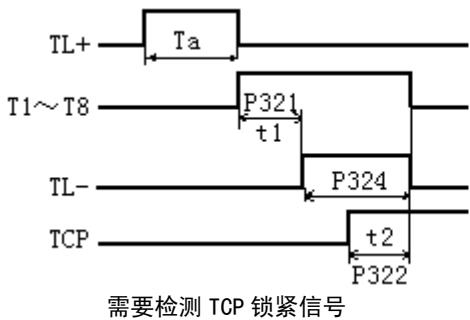 TL+
Ta
T1～T8
P321
t1
TL-
P324
TCP
t2
P322
需要检测 TCP 锁紧信号